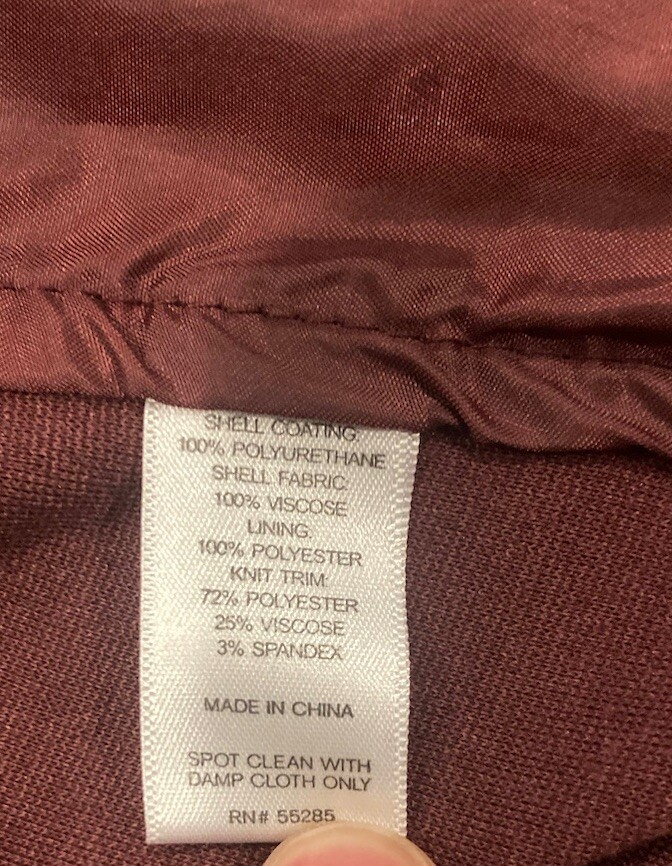 SHELL COATING:
100% POLYURETHANE
SHELL FABRIC:
100% VISCOSE
LINING:
100% POLYESTER
KNIT TRIM:
72% POLYESTER
25% VISCOSE
3% SPANDEX
MADE IN CHINA
SPOT CLEAN WITH
DAMP CLOTH ONLY
RN# 55285